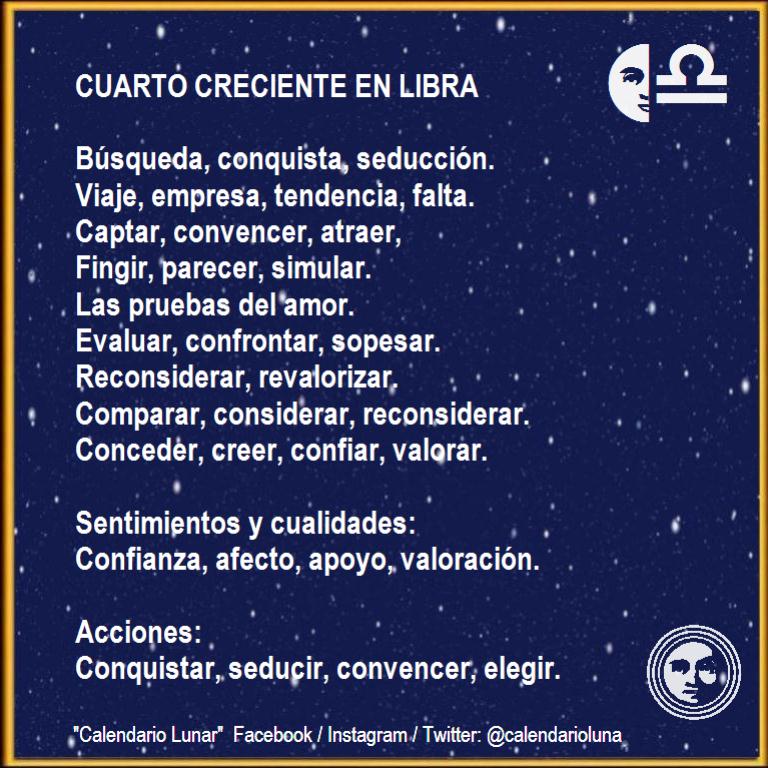 CUARTO CRECIENTE EN LIBRA
Búsqueda, conquista, seducción.
Viaje, empresa, tendencia, falta.
Captar, convencer, atraer,
Fingir, parecer, simular.
Las pruebas del amor.
Evaluar, confrontar, sopesar.
Reconsiderar, revalorizar.
Comparar, considerar, reconsiderar.
Conceder, creer, confiar, valorar.
Sentimientos y cualidades:
Confianza, afecto, apoyo, valoración.
Acciones:
Conquistar, seducir, convencer, elegir.
"Calendario Lunar" Facebook / Instagram / Twitter: @calendarioluna